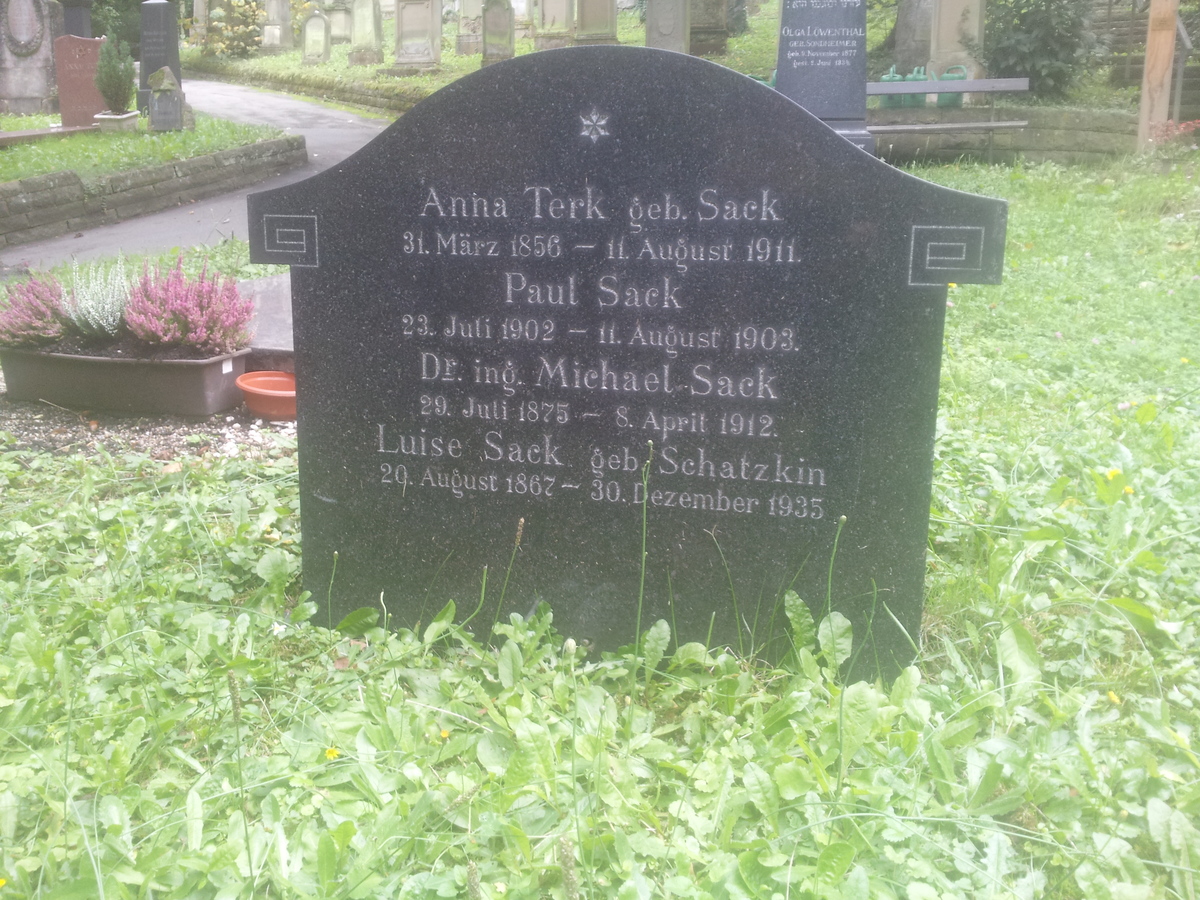 OLGA LÖWENTHAL
GEB. SONDHEIMER
Anna Terk geb. Sack
31. März 1856 – 11. August 1911.
Paul Sack
23. Juli 1902 – 11. August 1903.
Dr. ing. Michael Sack
29. Juli 1875 – 8. April 1912.
Luise Sack geb. Schatzkin
20. August 1867 – 30. Dezember 1935